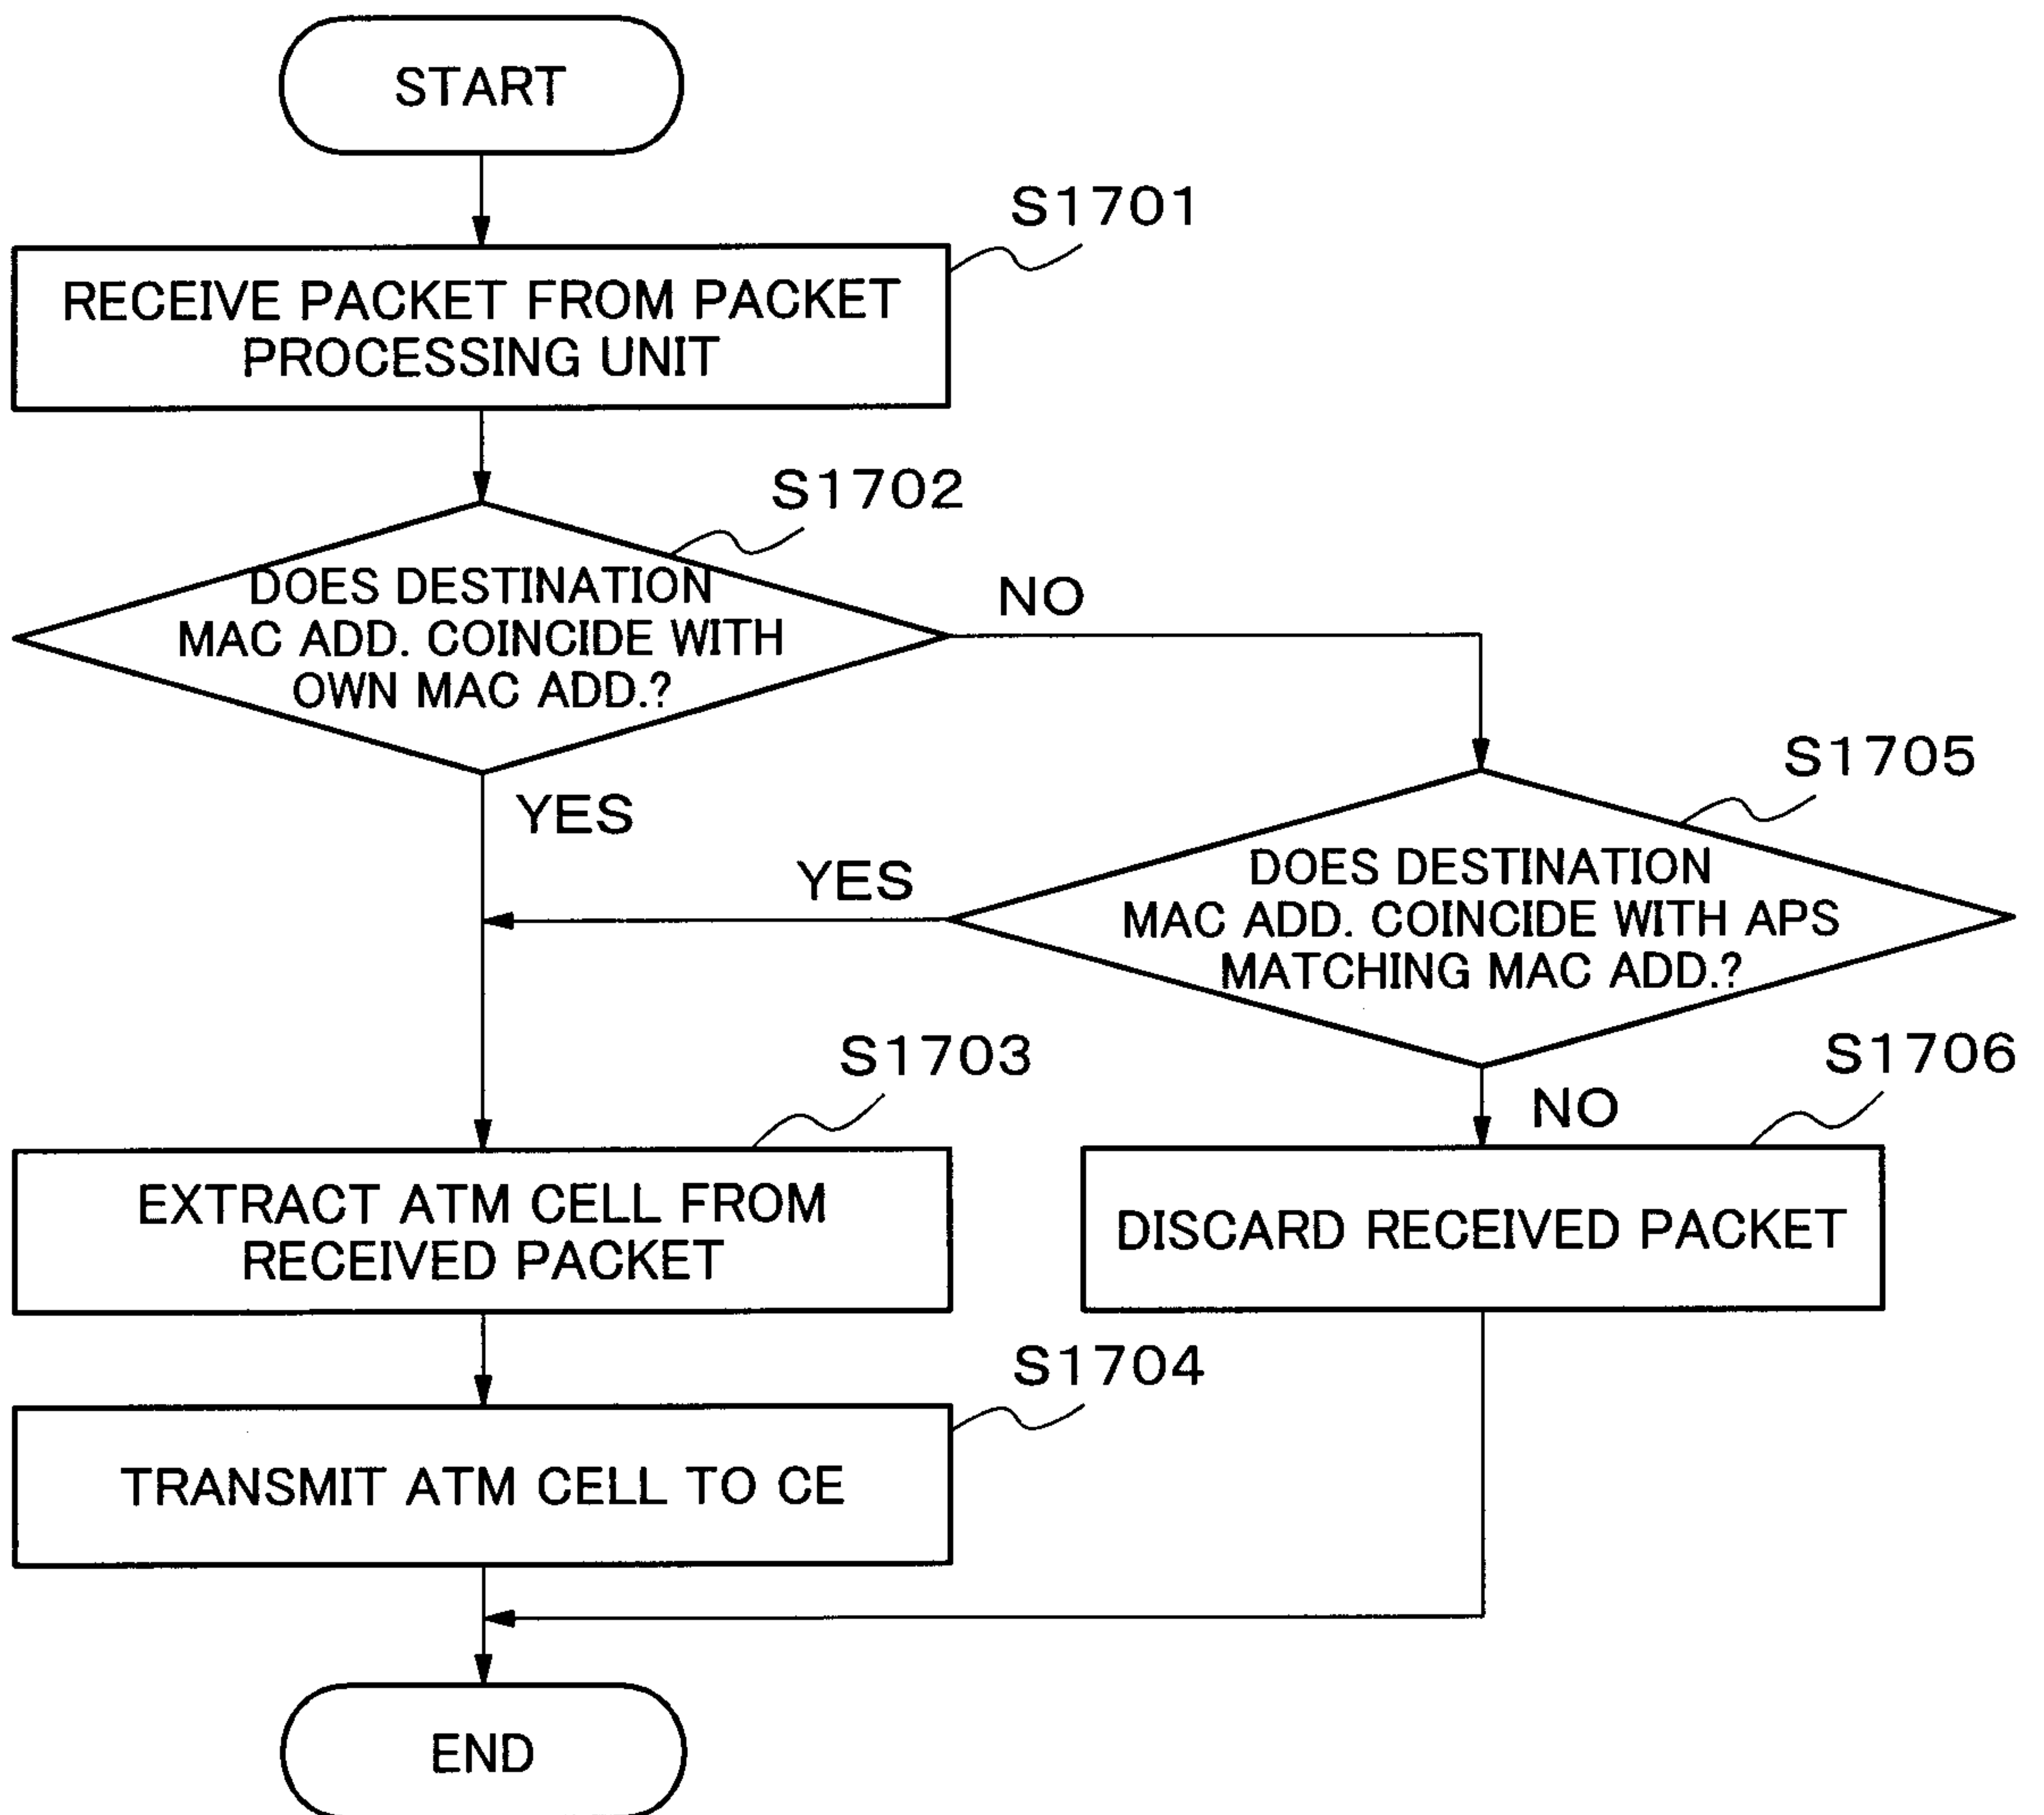 START
S1701
RECEIVE PACKET FROM PACKET
PROCESSING UNIT
S1702
DOES DESTINATION
MAC ADD. COINCIDE WITH
OWN MAC ADD.?
NO
YES
S1705
DOES DESTINATION
MAC ADD. COINCIDE WITH APS
MATCHING MAC ADD.?
YES
NO
S1703
EXTRACT ATM CELL FROM
RECEIVED PACKET
S1706
DISCARD RECEIVED PACKET
S1704
TRANSMIT ATM CELL TO CE
END